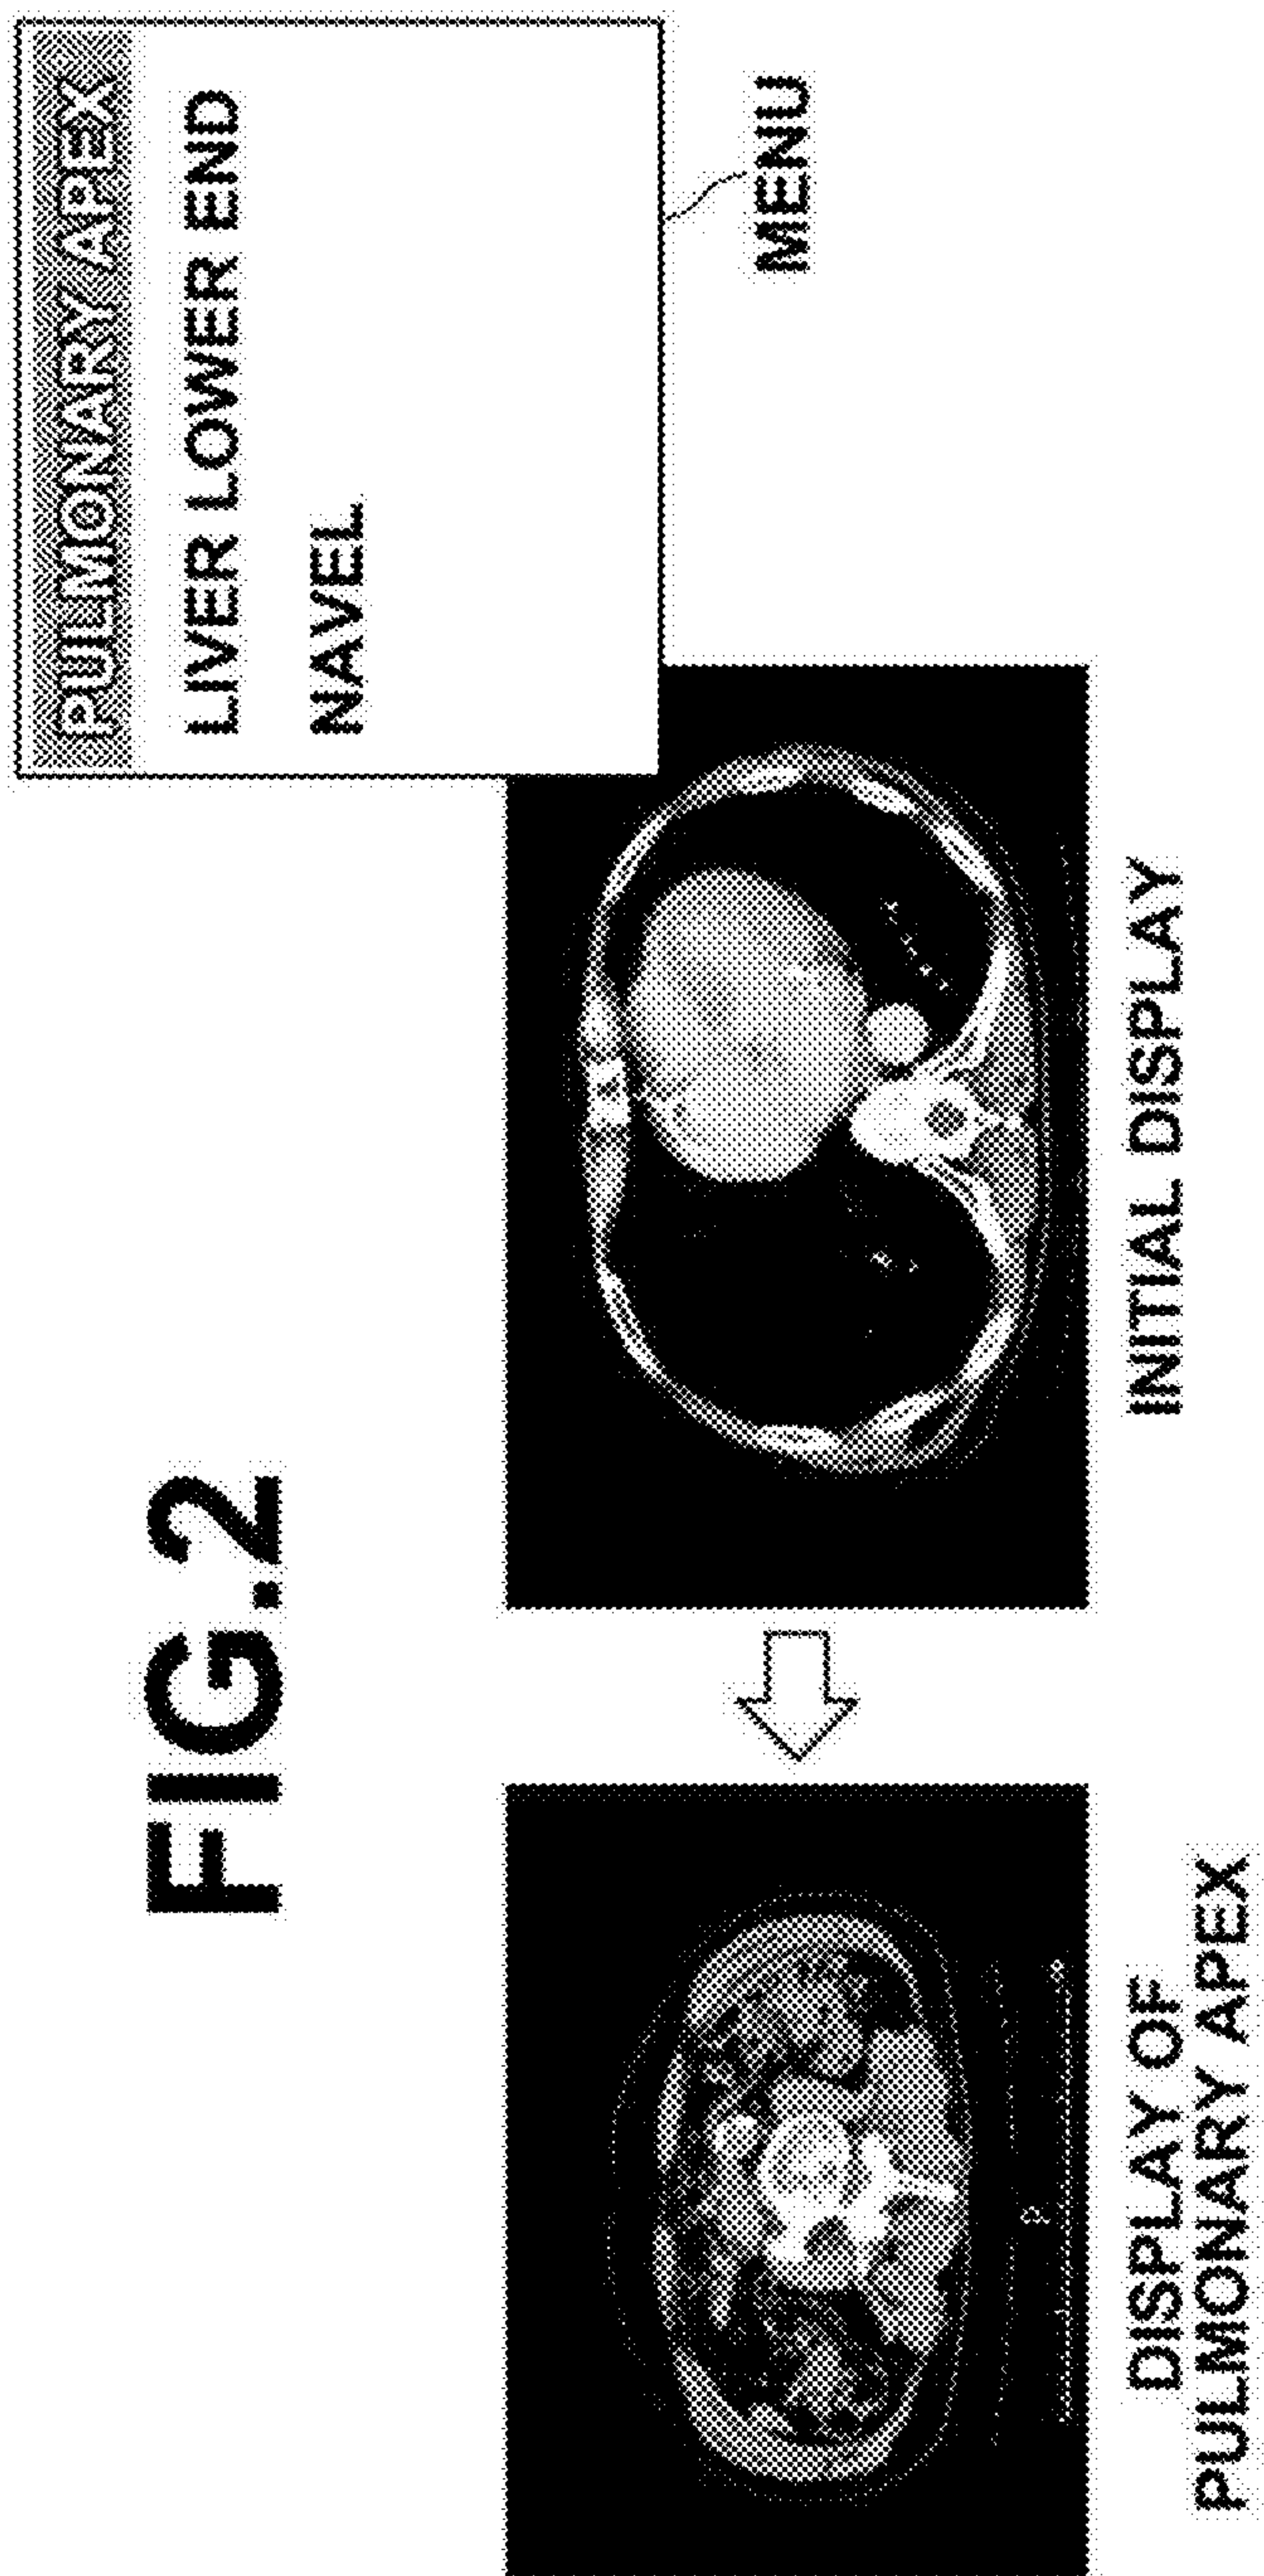 FIG.2
PULMONARY APEX
LIVER LOWER END
NAVEL
MENU
DISPLAY OF
PULMONARY APEX
INITIAL DISPLAY